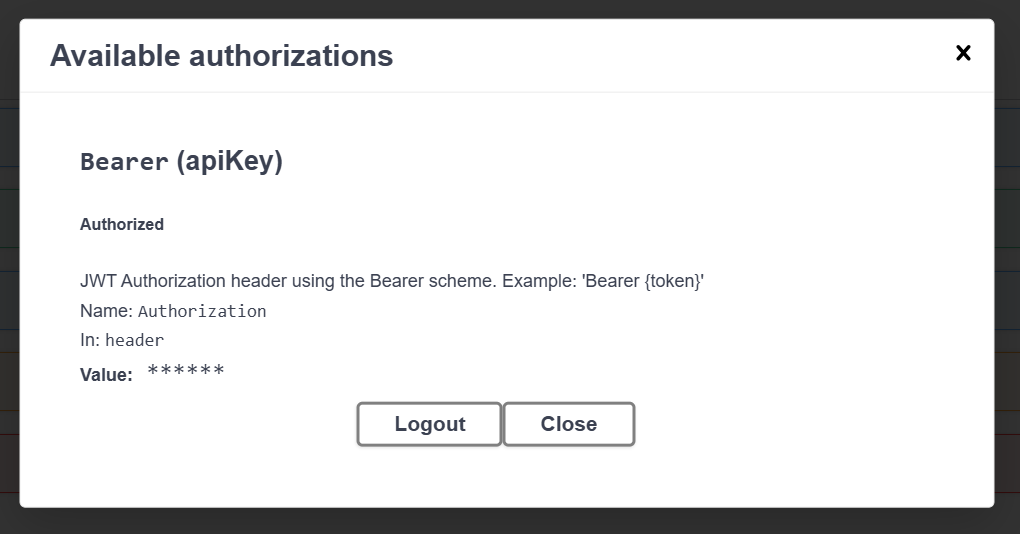 Available authorizations
Bearer (apiKey)
Authorized
JWT Authorization header using the Bearer scheme. Example: 'Bearer {token}'
Name: Authorization
In: header
Value: ******
Logout Close